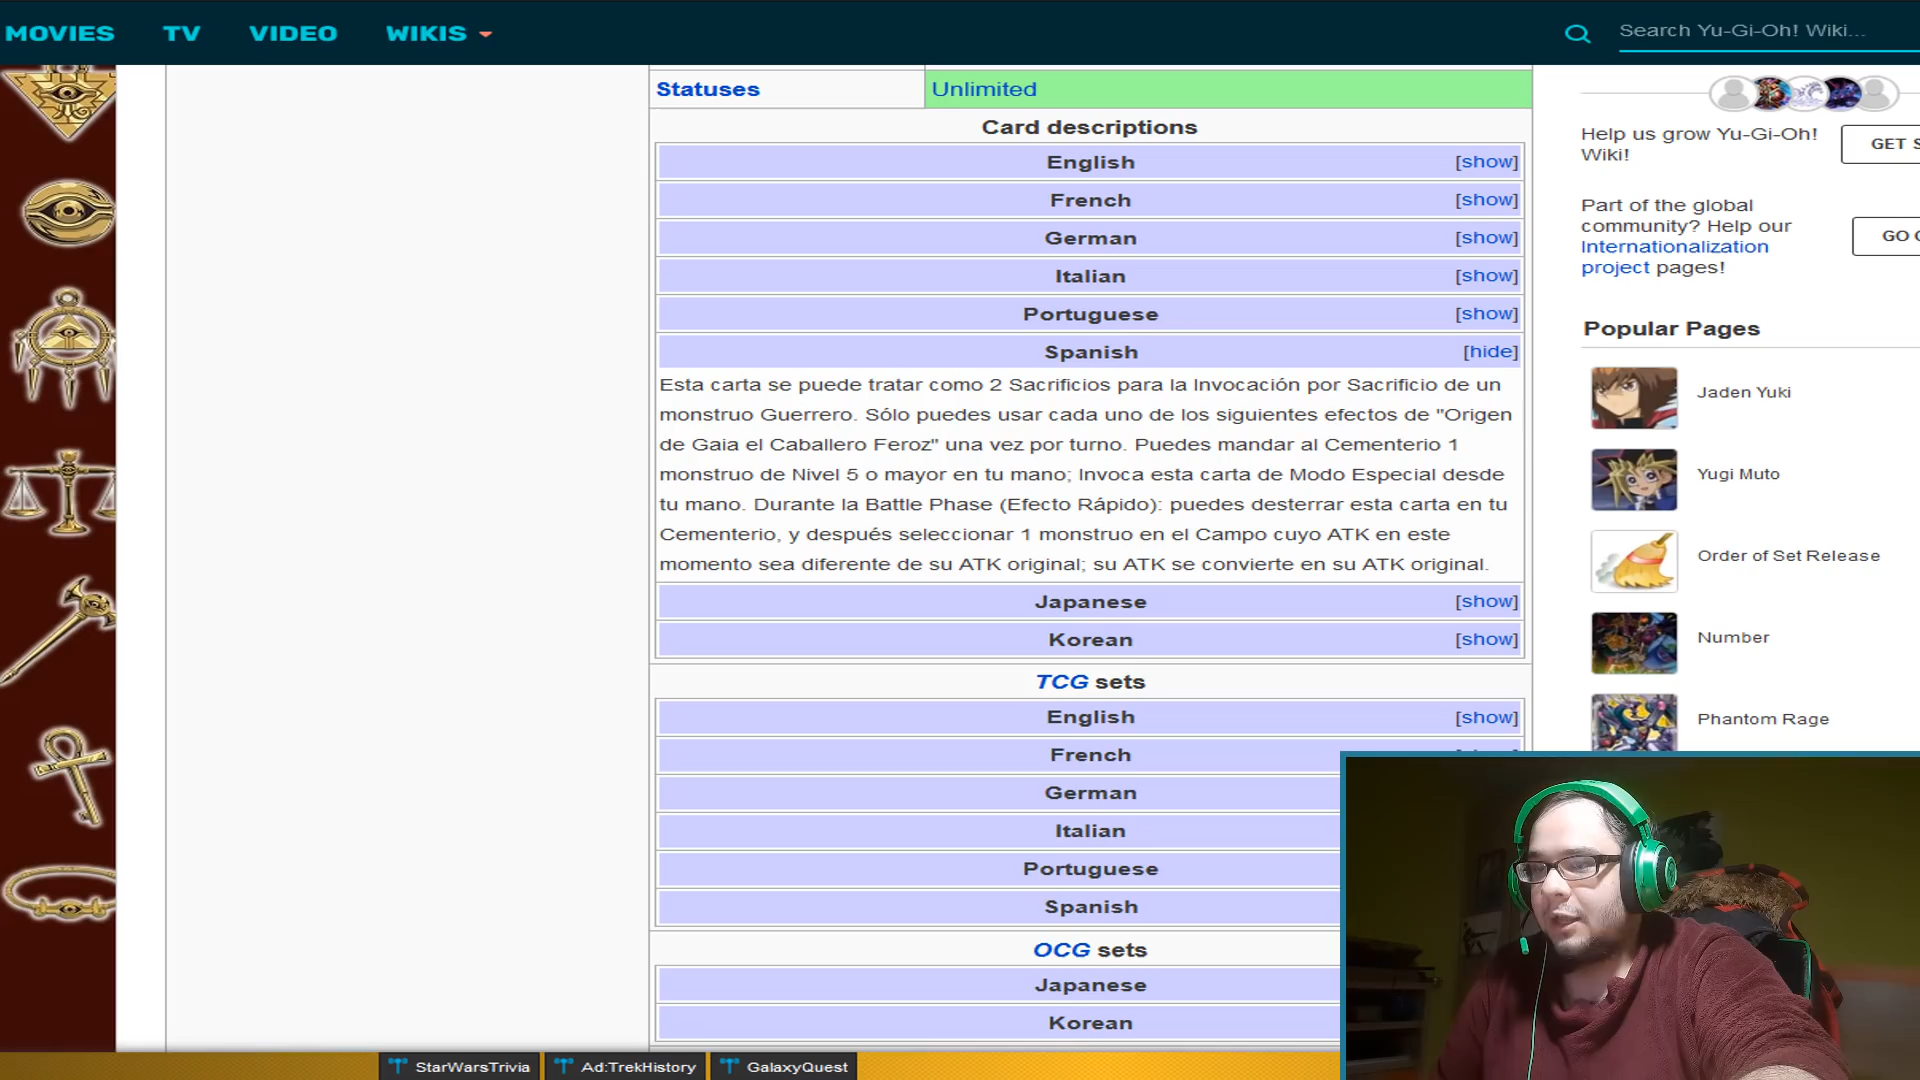 MOVIES TV VIDEO WIKIS
Search Yu-Gi-Oh! Wiki...
Statuses Unlimited
Card descriptions
English [show]
French [show]
German [show]
Italian [show]
Portuguese [show]
Spanish [hide]
Esta carta se puede tratar como 2 Sacrificios para la Invocación por Sacrificio de un
monstruo Guerrero. Sólo puedes usar cada uno de los siguientes efectos de "Origen
de Gaia el Caballero Feroz" una vez por turno. Puedes mandar al Cementerio 1
monstruo de Nivel 5 o mayor en tu mano; Invoca esta carta de Modo Especial desde
tu mano. Durante la Battle Phase (Efecto Rápido): puedes desterrar esta carta en tu
Cementerio, y después seleccionar 1 monstruo en el Campo cuyo ATK en este
momento sea diferente de su ATK original; su ATK se convierte en su ATK original.
Japanese [show]
Korean [show]
TCG sets
English [show]
French
German
Italian
Portuguese
Spanish
OCG sets
Japanese
Korean
Help us grow Yu-Gi-Oh!
Wiki!
GET S
Part of the global
community? Help our
Internationalization
project pages!
GO
Popular Pages
Jaden Yuki
Yugi Muto
Order of Set Release
Number
Phantom Rage
StarWarsTrivia
Ad:TrekHistory
GalaxyQuest